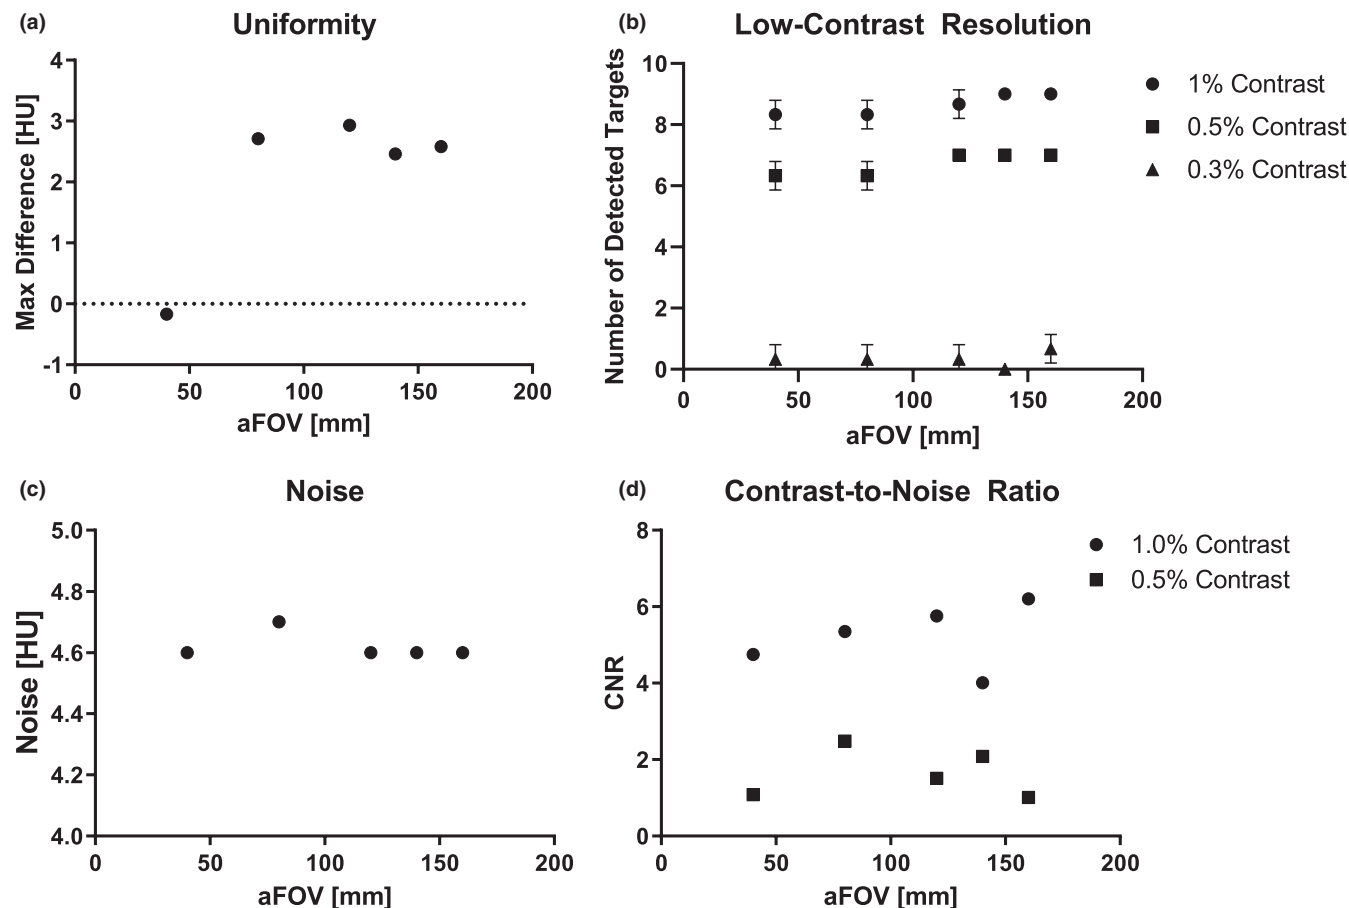 (a)
Uniformity
4
3
2
1
0
-1
Max Difference [HU]
0 50 100 150 200
aFOV [mm]
(b)
Low-Contrast Resolution
10
8
6
4
2
0
Number of Detected Targets
0 50 100 150 200
aFOV [mm]
1% Contrast
0.5% Contrast
0.3% Contrast
(c)
Noise
5.0
4.8
4.6
4.4
4.2
4.0
Noise [HU]
0 50 100 150 200
aFOV [mm]
(d)
Contrast-to-Noise Ratio
8
6
4
2
0
CNR
0 50 100 150 200
aFOV [mm]
1.0% Contrast
0.5% Contrast